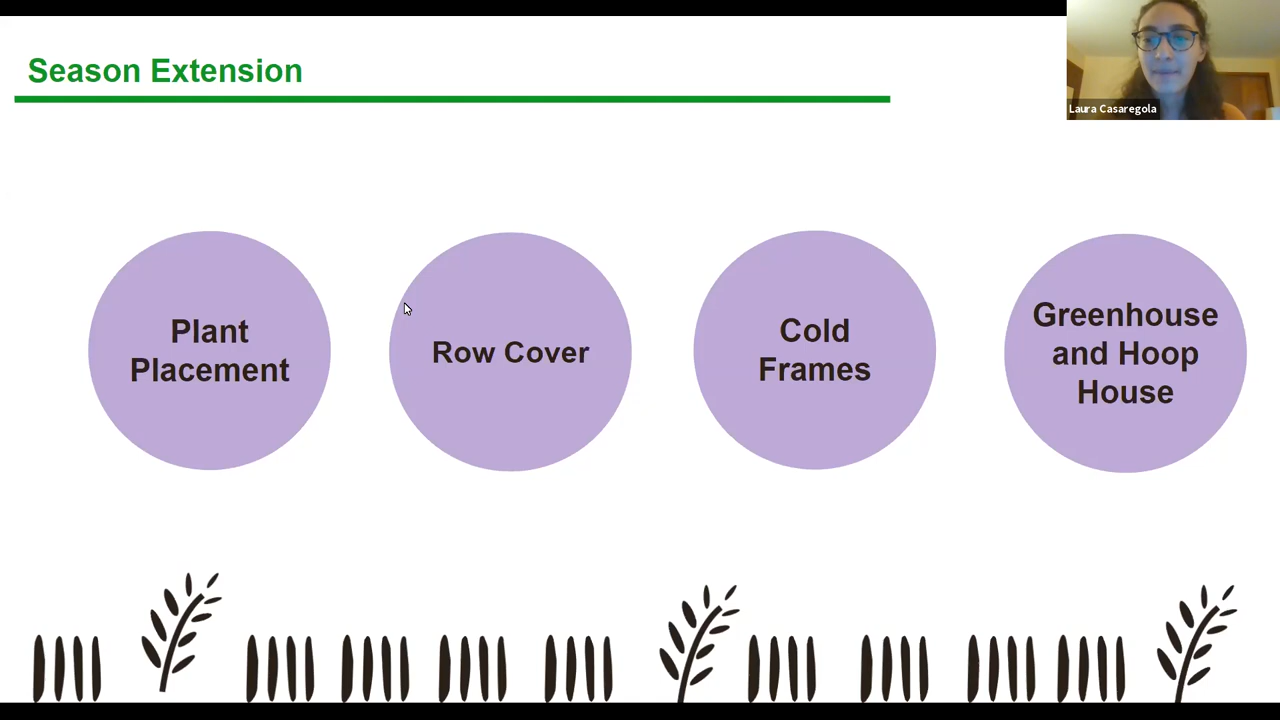 Season Extension
Laura Casaregola
Plant
Placement
Row Cover
Cold
Frames
Greenhouse
and Hoop
House